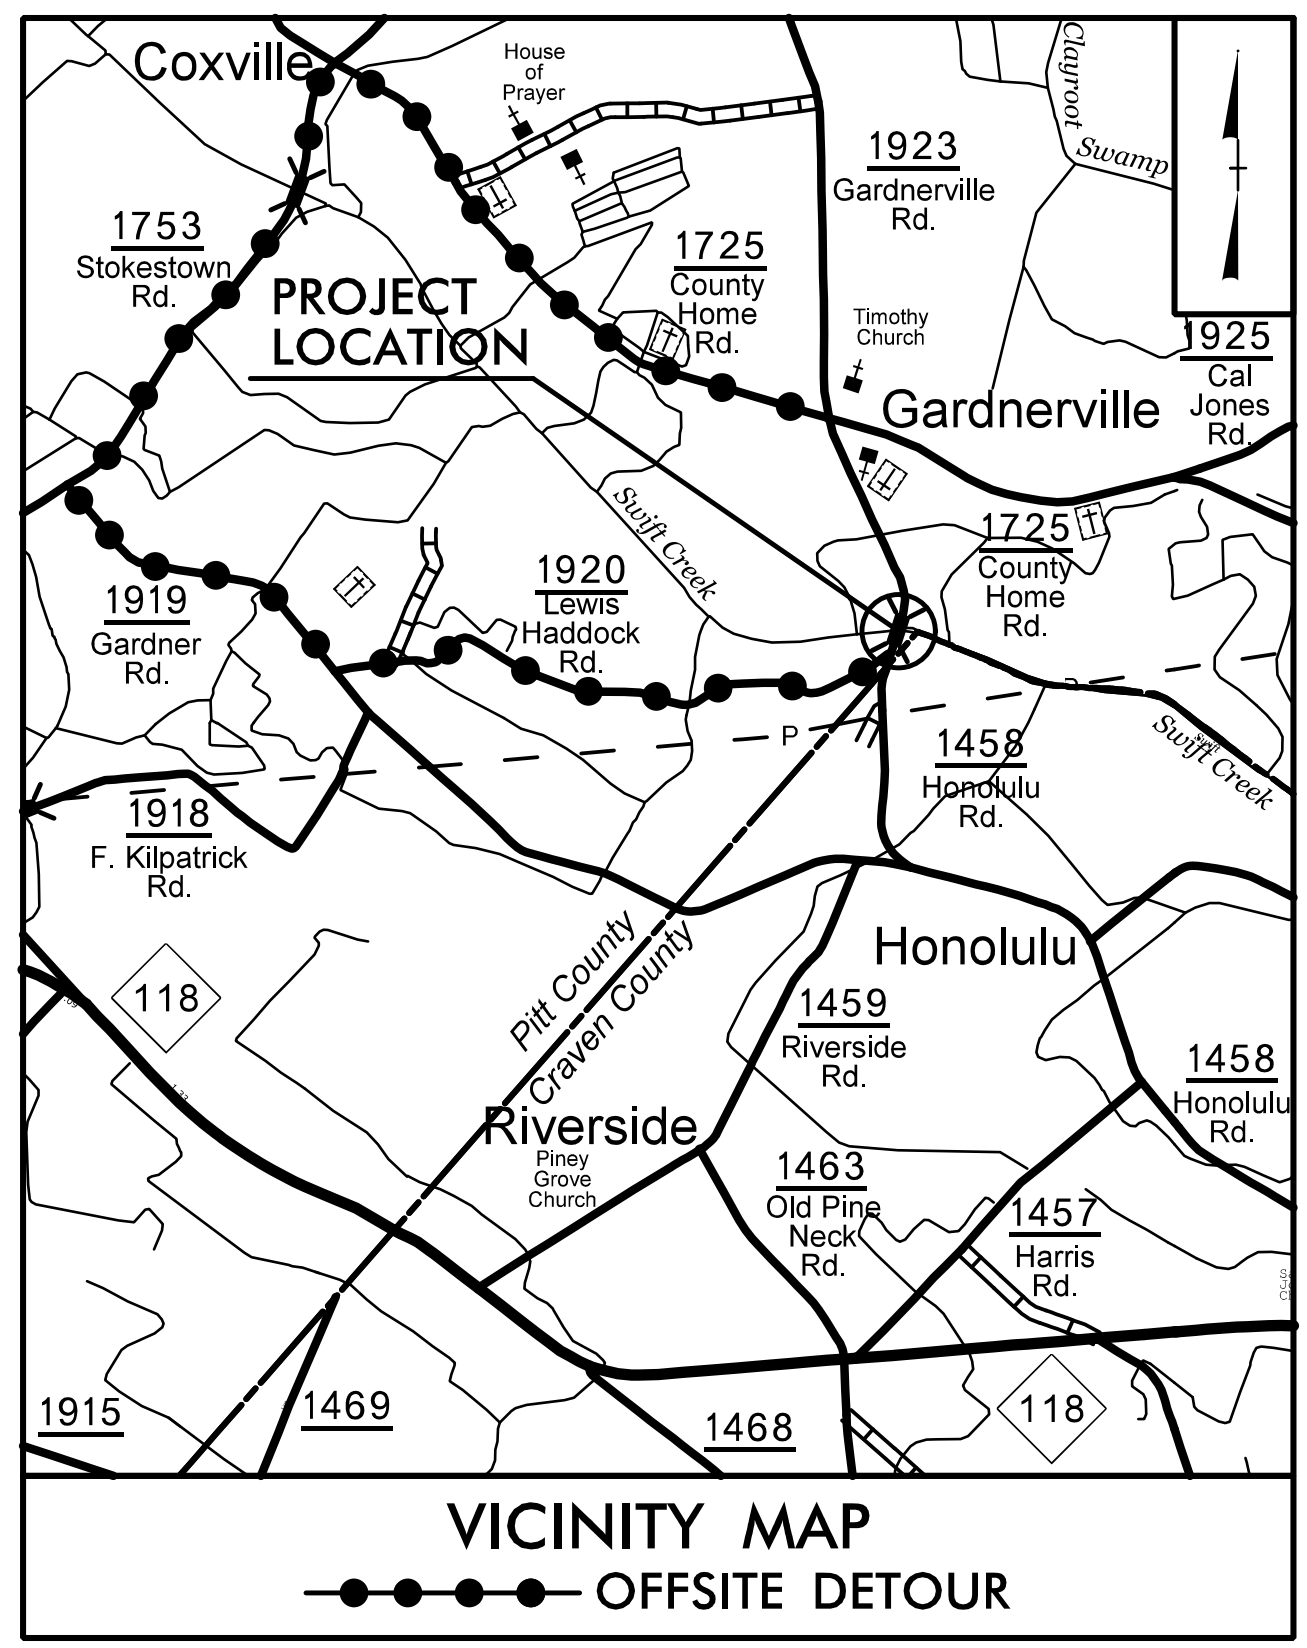 Coxville
House
of
Prayer
Clayroot
Swamp
1923
Gardnerville
Rd.
1753
Stokestown
Rd.
1725
County
Home
Rd.
PROJECT
LOCATION
Timothy
Church
1925
Cal
Jones
Rd.
Gardnerville
Swift Creek
1725
County
Home
Rd.
1920
Lewis
Haddock
Rd.
1919
Gardner
Rd.
P
1458
Honolulu
Rd.
Swift
Swift Creek
1918
F. Kilpatrick
Rd.
118
Pitt County
Craven County
Honolulu
1459
Riverside
Rd.
1458
Honolulu
Rd.
1.33
Riverside
Piney
Grove
Church
1463
Old Pine
Neck
Rd.
1457
Harris
Rd.
1915
1469
1468
118
VICINITY MAP
OFFSITE DETOUR